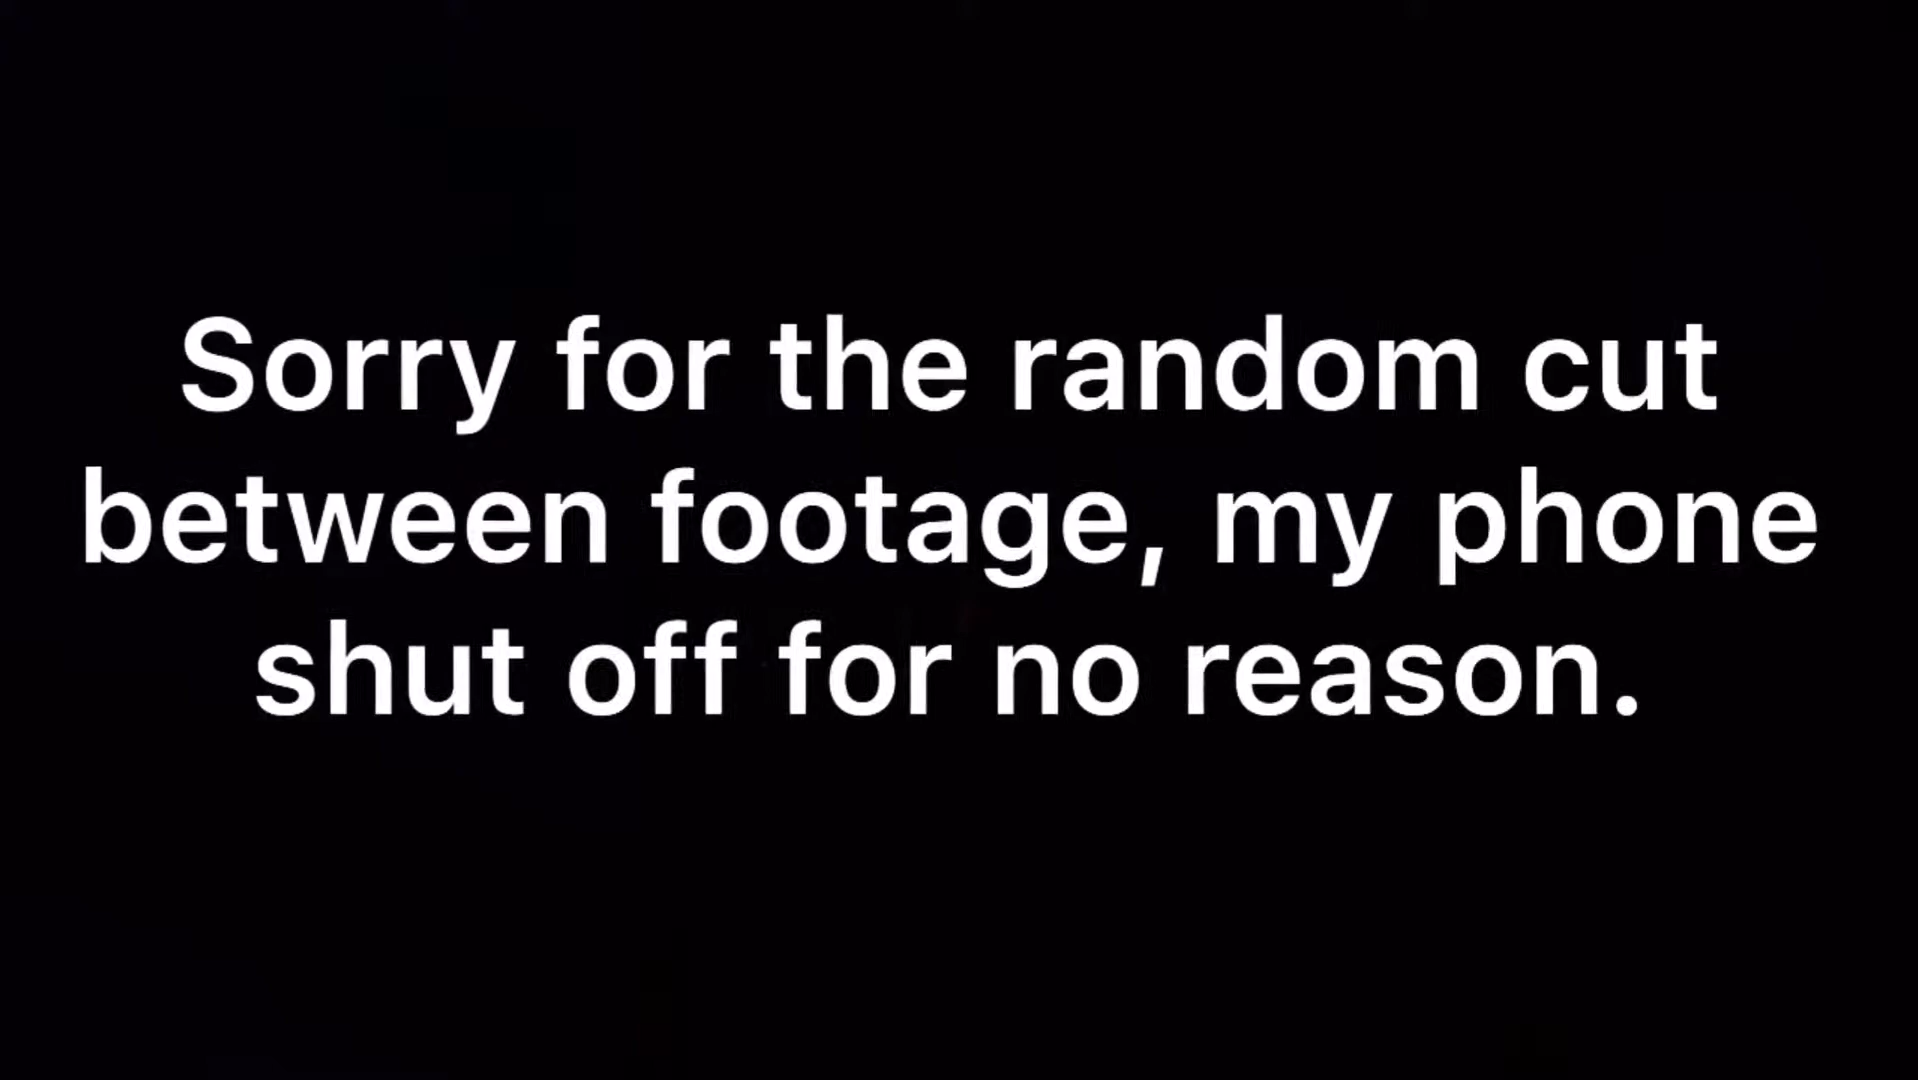 Sorry for the random cut
between footage, my phone
shut off for no reason.